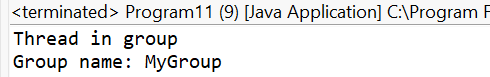 <terminated> Program11 (9) [Java Application] C:\Program F
Thread in group
Group name: MyGroup